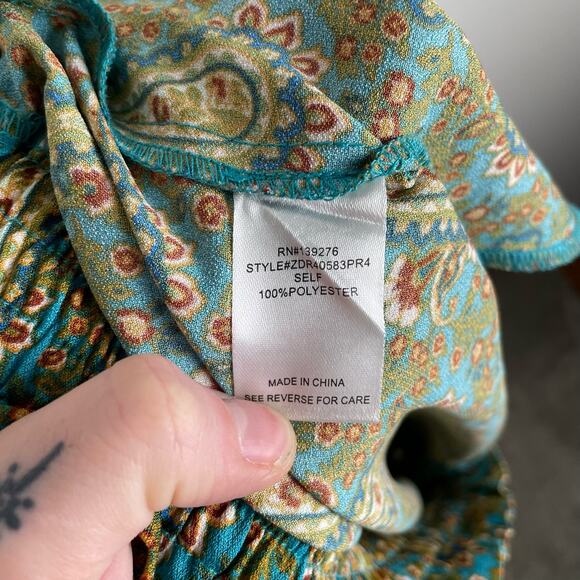 RN#139276
STYLE#ZDR40583PR4
SELF
100%POLYESTER
MADE IN CHINA
SEE REVERSE FOR CARE